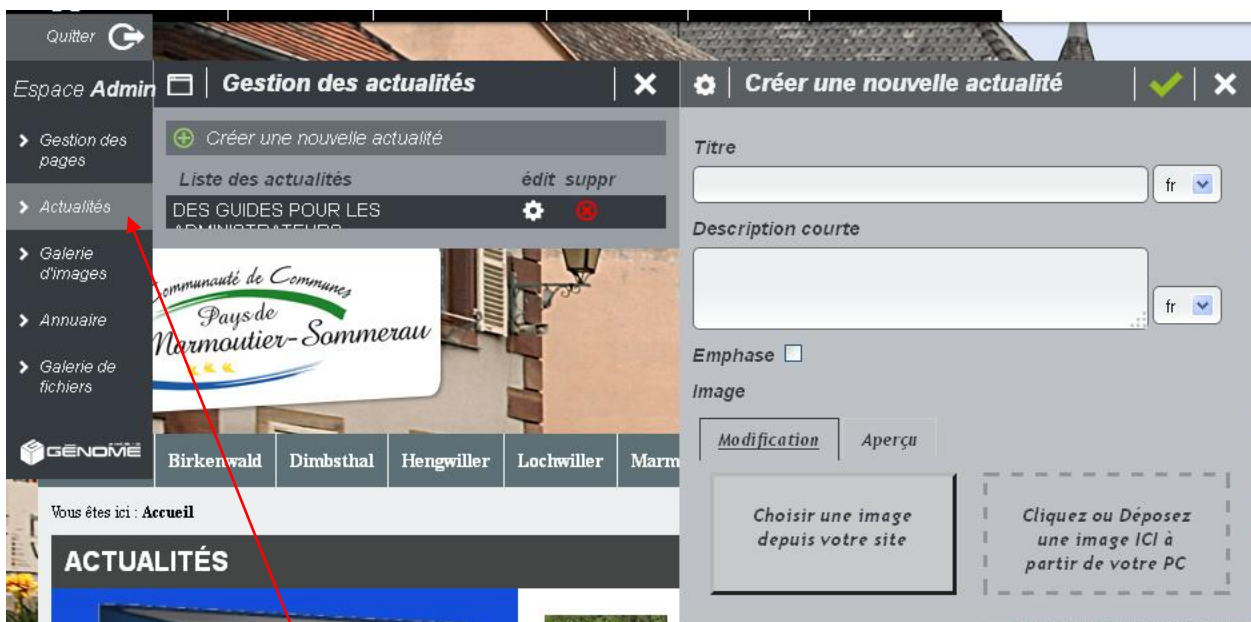 Quitter
Espace Admin
Gestion des
pages
Actualités
Galerie
d'images
Annuaire
Galerie de
fichiers
GENOME
Gestion des actualités
Créer une nouvelle actualité
Liste des actualités édit suppr
DES GUIDES POUR LES
ADMINISTRATEURS
Communauté de Communes
Pays de
Marmoutier-Sommerau
Birkenwald Dimbsthal Hengwiller Lochwiller Marm
Vous êtes ici : Accueil
ACTUALITÉS
Créer une nouvelle actualité
Titre
fr
Description courte
fr
Emphase
Image
Modification Aperçu
Choisir une image
depuis votre site
Cliquez ou Déposez
une image ICI à
partir de votre PC